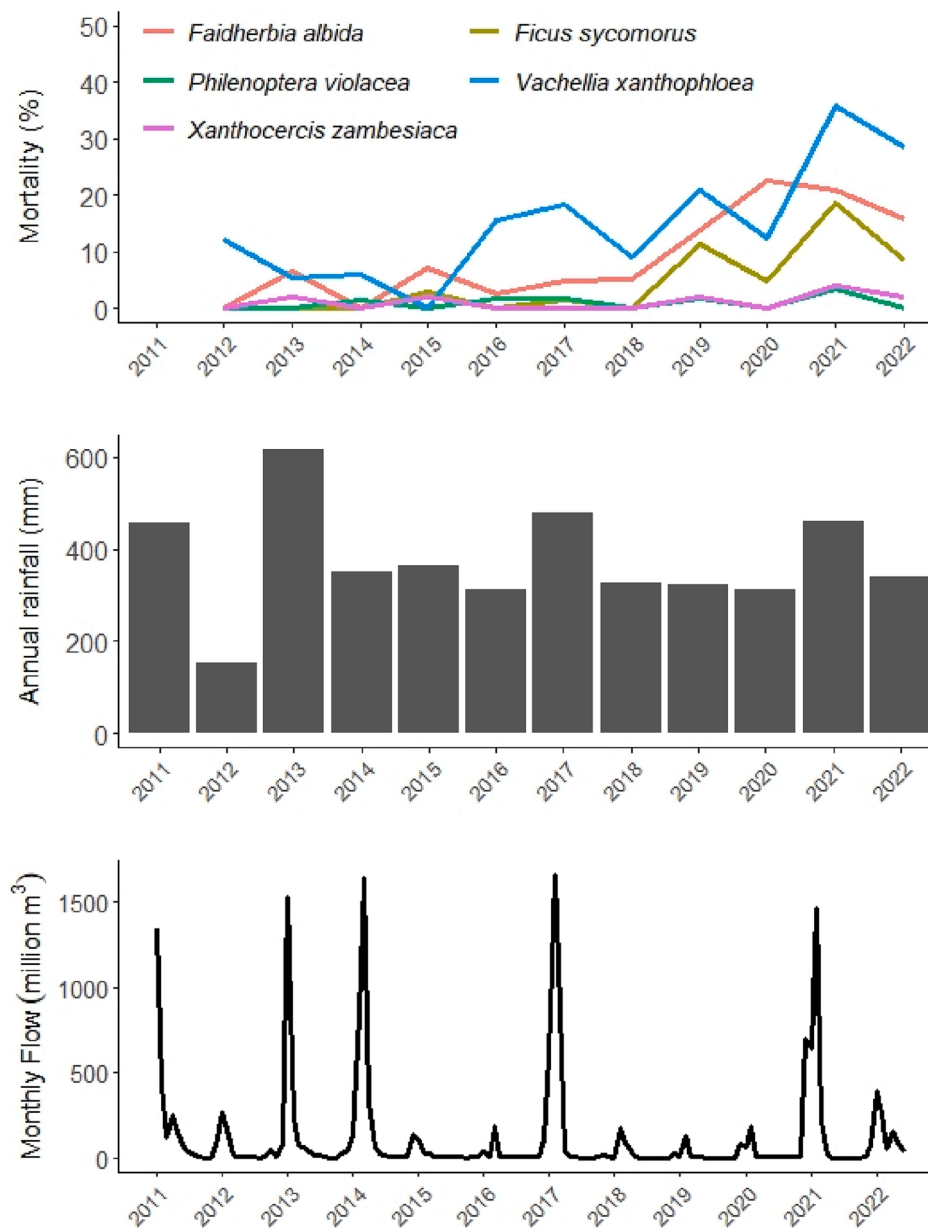 Mortality (%)
50
40
30
20
10
0
Faidherbia albida
Ficus sycomorus
Philenoptera violacea
Vachellia xanthophloea
Xanthocercis zambesiaca
2011 2012 2013 2014 2015 2016 2017 2018 2019 2020 2021 2022
Annual rainfall (mm)
600
400
200
0
2011 2012 2013 2014 2015 2016 2017 2018 2019 2020 2021 2022
Monthly Flow (million m³)
1500
1000
500
0
2011 2012 2013 2014 2015 2016 2017 2018 2019 2020 2021 2022